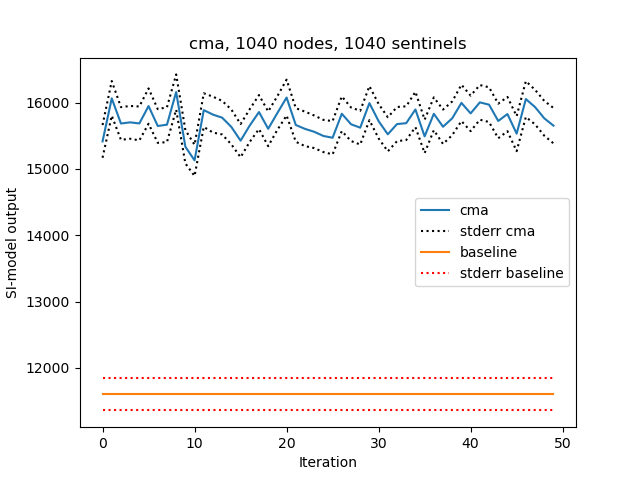 cma, 1040 nodes, 1040 sentinels
SI-model output
16000
15000
14000
13000
12000
cma
stderr cma
baseline
stderr baseline
0
10
20
30
40
50
Iteration